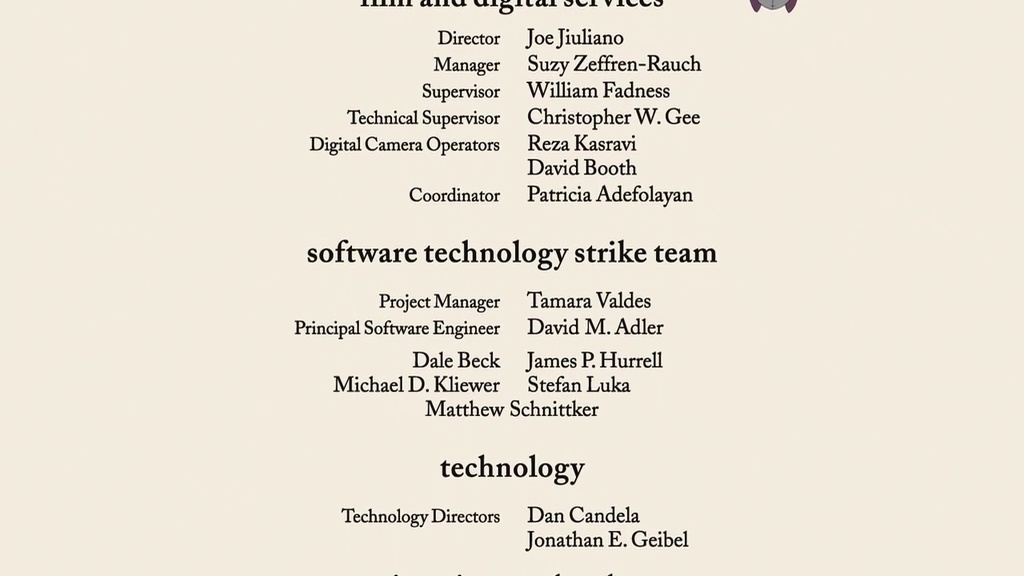 film and digital services
Director Joe Jiuliano
Manager Suzy Zeffren-Rauch
Supervisor William Fadness
Technical Supervisor Christopher W. Gee
Digital Camera Operators Reza Kasravi
David Booth
Coordinator Patricia Adefolayan
software technology strike team
Project Manager Tamara Valdes
Principal Software Engineer David M. Adler
Dale Beck James P. Hurrell
Michael D. Kliewer Stefan Luka
Matthew Schnittker
technology
Technology Directors Dan Candela
Jonathan E. Geibel